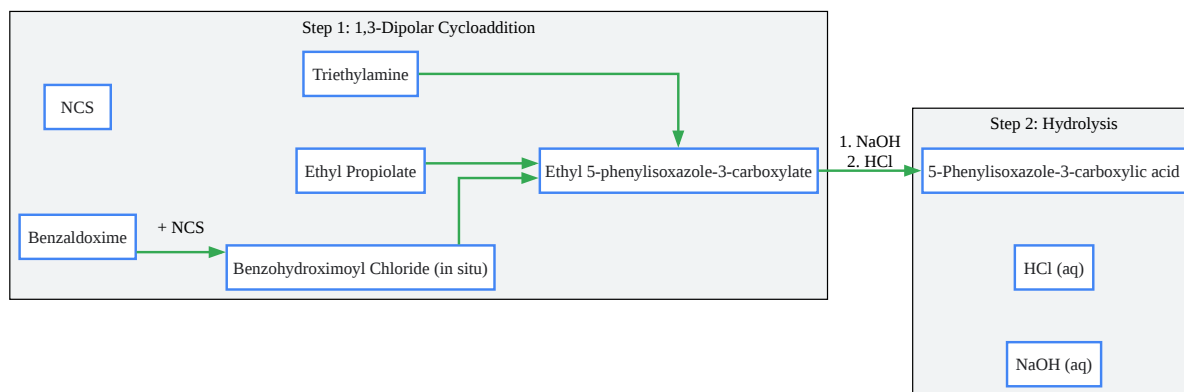 Step 1: 1,3-Dipolar Cycloaddition
Triethylamine
NCS
Ethyl Propiolate
Ethyl 5-phenylisoxazole-3-carboxylate
Benzaldoxime
+ NCS
Benzohydroximoyl Chloride (in situ)
1. NaOH
2. HCl
Step 2: Hydrolysis
5-Phenylisoxazole-3-carboxylic acid
HCl (aq)
NaOH (aq)